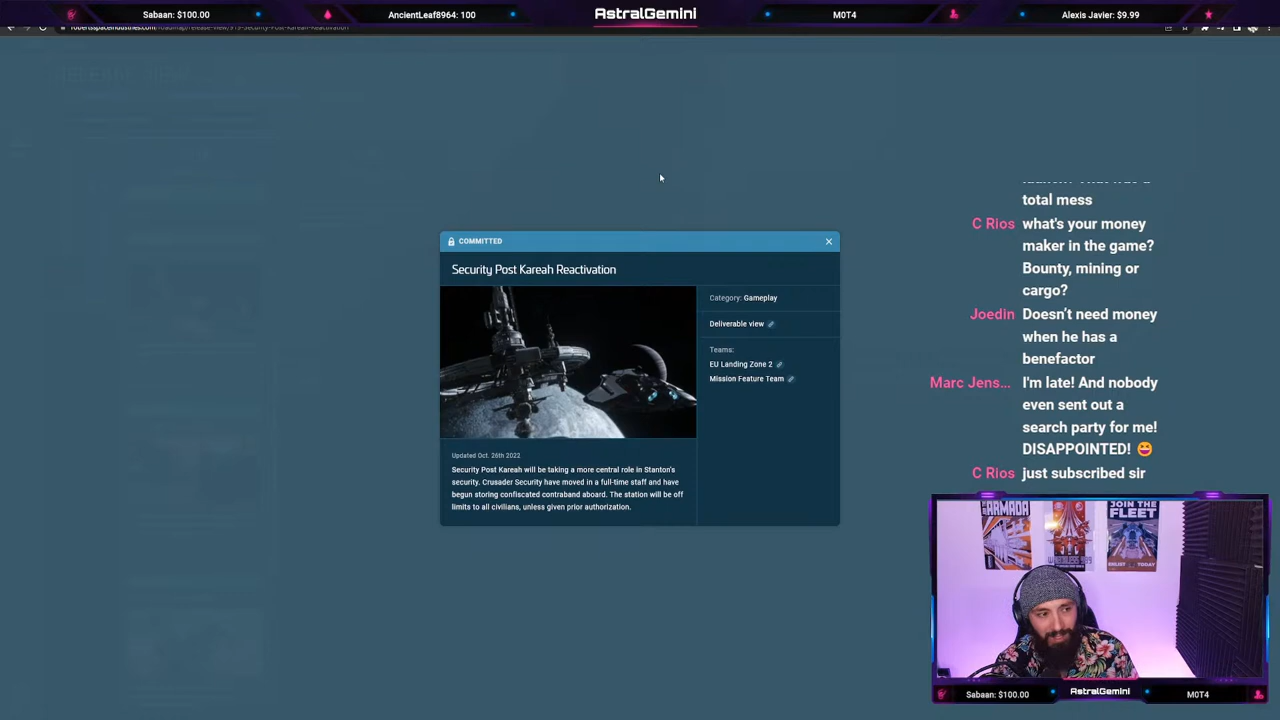 Sabaan: $100.00
AncientLeaf8964: 100
AstralGemini
M0T4
Alexis Javier: $9.99
RELEASE VIEW
COMMITTED
Security Post Kareah Reactivation
Category: Gameplay
Deliverable view
Teams:
EU Landing Zone 2
Mission Feature Team
Updated Oct. 26th 2022
Security Post Kareah will be taking a more central role in Stanton's
security. Crusader Security have moved in a full-time staff and have
begun storing confiscated contraband aboard. The station will be off
limits to all civilians, unless given prior authorization.
total mess
C Rios what's your money
maker in the game?
Bounty, mining or
cargo?
Joedin Doesn't need money
when he has a
benefactor
Marc Jens... I'm late! And nobody
even sent out a
search party for me!
DISAPPOINTED! 😆
C Rios just subscribed sir
ARMADA
JOIN THE
FLEET
ENLIST TODAY
Sabaan: $100.00
AstralGemini
M0T4